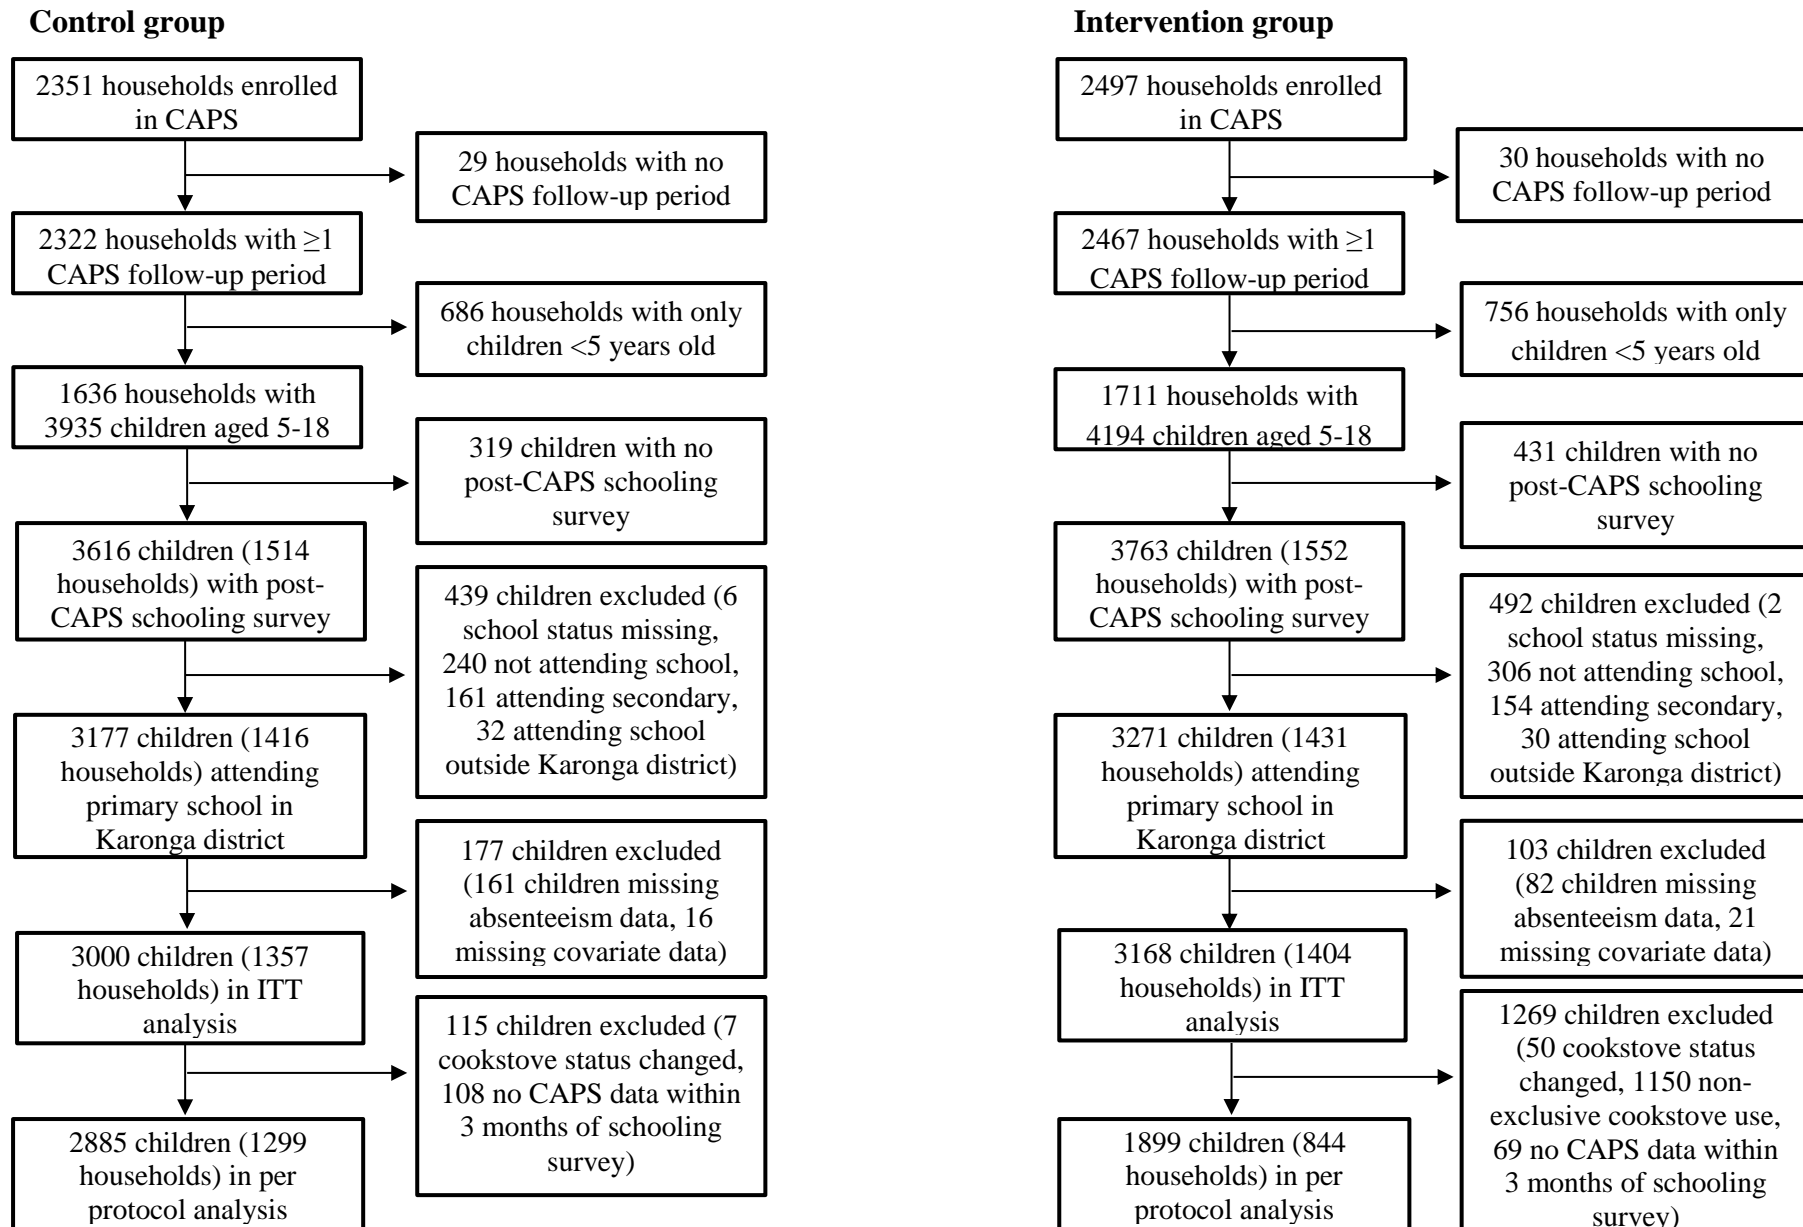 Control group
2351 households enrolled
in CAPS
29 households with no
CAPS follow-up period
2322 households with ≥1
CAPS follow-up period
686 households with only
children <5 years old
1636 households with
3935 children aged 5-18
319 children with no
post-CAPS schooling
survey
3616 children (1514
households) with post-
CAPS schooling survey
439 children excluded (6
school status missing,
240 not attending school,
161 attending secondary,
32 attending school
outside Karonga district)
3177 children (1416
households) attending
primary school in
Karonga district
177 children excluded
(161 children missing
absenteeism data, 16
missing covariate data)
3000 children (1357
households) in ITT
analysis
115 children excluded (7
cookstove status changed,
108 no CAPS data within
3 months of schooling
survey)
2885 children (1299
households) in per
protocol analysis
Intervention group
2497 households enrolled
in CAPS
30 households with no
CAPS follow-up period
2467 households with ≥1
CAPS follow-up period
756 households with only
children <5 years old
1711 households with
4194 children aged 5-18
431 children with no
post-CAPS schooling
survey
3763 children (1552
households) with post-
CAPS schooling survey
492 children excluded (2
school status missing,
306 not attending school,
154 attending secondary,
30 attending school
outside Karonga district)
3271 children (1431
households) attending
primary school in
Karonga district
103 children excluded
(82 children missing
absenteeism data, 21
missing covariate data)
3168 children (1404
households) in ITT
analysis
1269 children excluded
(50 cookstove status
changed, 1150 non-
exclusive cookstove use,
69 no CAPS data within
3 months of schooling
survey)
1899 children (844
households) in per
protocol analysis